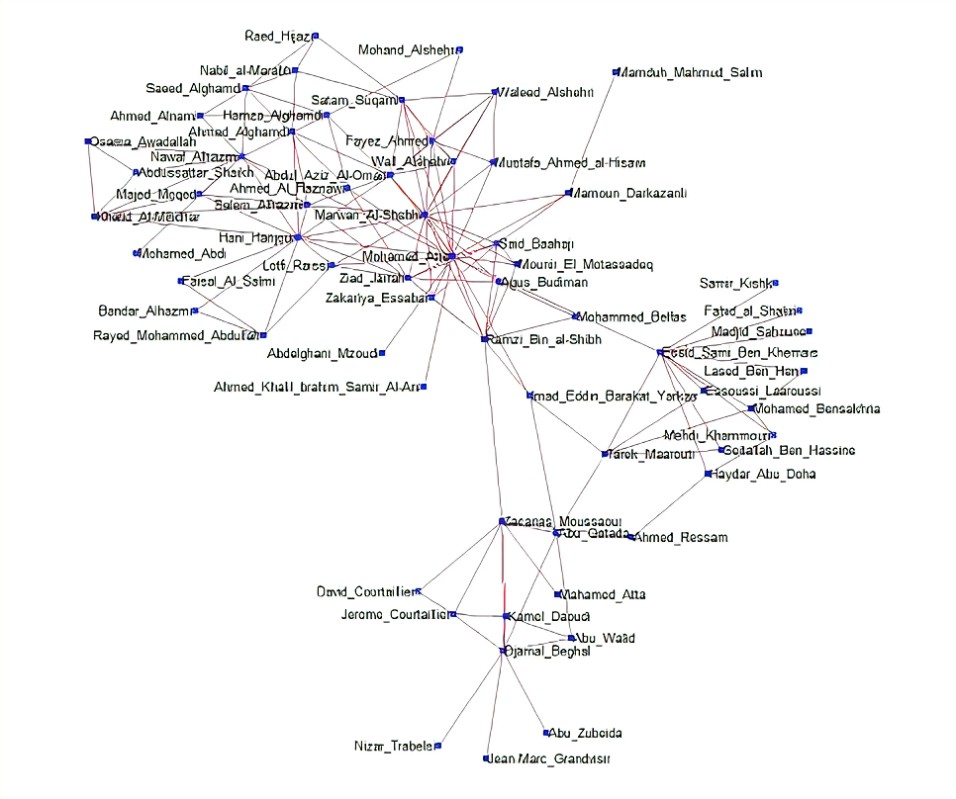 Raed_Hijazi
Mohand_Alshehri
Nabil_al-Marabh
Mamduh_Mahmud_Salim
Saeed_Alghamdi
Satam_Suqami
Waleed_Alshehri
Ahmed_Alnami
Hamza_Alghamdi
Ahmed_Alghamdi
Osama_Awadallah
Fayez_Ahmed
Nawaf_Alhazmi
Wail_Alshehri
Mustafa_Ahmed_al-Hisawi
Abdussattar_Shaikh
Abdul_Aziz_Al-Omari
Majed_Moqed
Ahmed_Al_Haznawi
Mamoun_Darkazanli
Salem_Alhazmi
Khalid_Al-Mihdhar
Marwan_Al-Shehhi
Hani_Hanjour
Said_Bahaji
Mohamed_Abdi
Mohamed_Atta
Lotfi_Raissi
Mounir_El_Motassadeq
Faisal_Al_Salmi
Ziad_Jarrah
Agus_Budiman
Samir_Kishk
Zakariya_Essabar
Bandar_Alhazmi
Mohammed_Belfas
Fahid_al_Shakri
Rayed_Mohammed_Abdullah
Ramzi_Bin_al-Shibh
Madjid_Sahoune
Abdelghani_Mzoudi
Essid_Sami_Ben_Khemais
Lased_Ben_Heni
Ahmed_Khalil_Ibrahim_Samir_Al-Ani
Imad_Eddin_Barakat_Yarkas
Essoussi_Laaroussi
Mohamed_Bensakhria
Mehdi_Khammoun
Tarek_Maaroufi
Seifallah_Ben_Hassine
Haydar_Abu_Doha
Zacarias_Moussaoui
Abu_Qatada
Ahmed_Ressam
David_Courtaillier
Mahamed_Atta
Jerome_Courtaillier
Kamel_Daoudi
Abu_Walid
Djamal_Beghal
Abu_Zubeida
Nizar_Trabelsi
Jean-Marc_Grandvisir